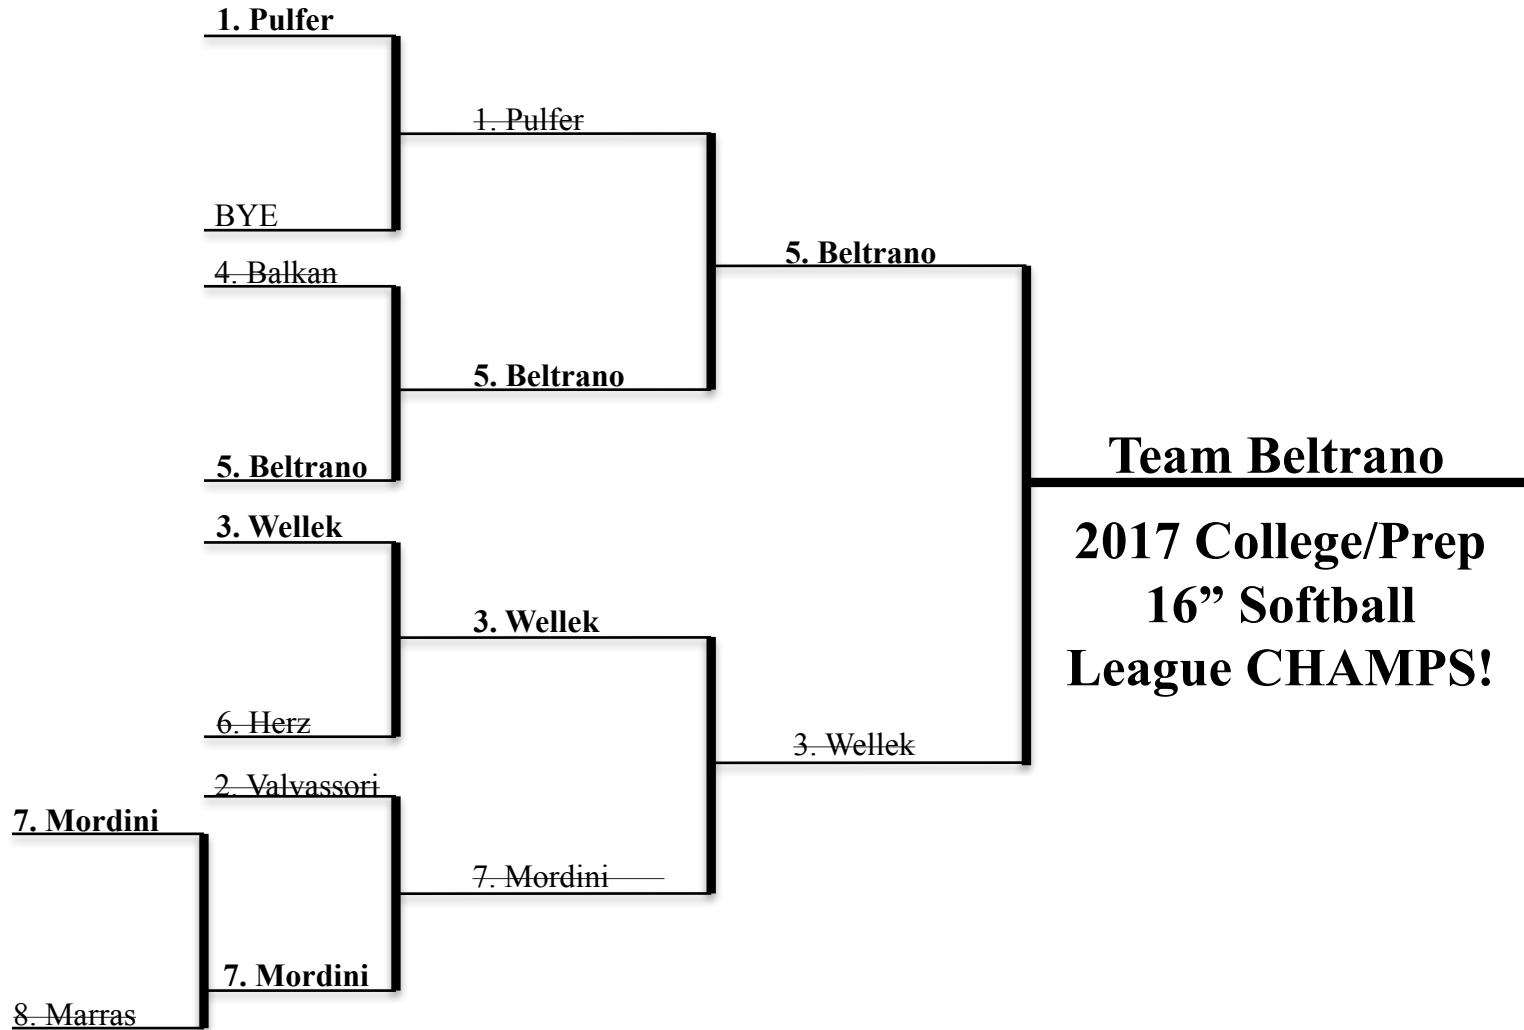 1. Pulfer
1. Pulfer
BYE
5. Beltrano
4. Balkan
5. Beltrano
Team Beltrano
5. Beltrano
3. Wellek
2017 College/Prep
16” Softball
League CHAMPS!
3. Wellek
6. Herz
3. Wellek
2. Valvassori
7. Mordini
7. Mordini
7. Mordini
8. Marras